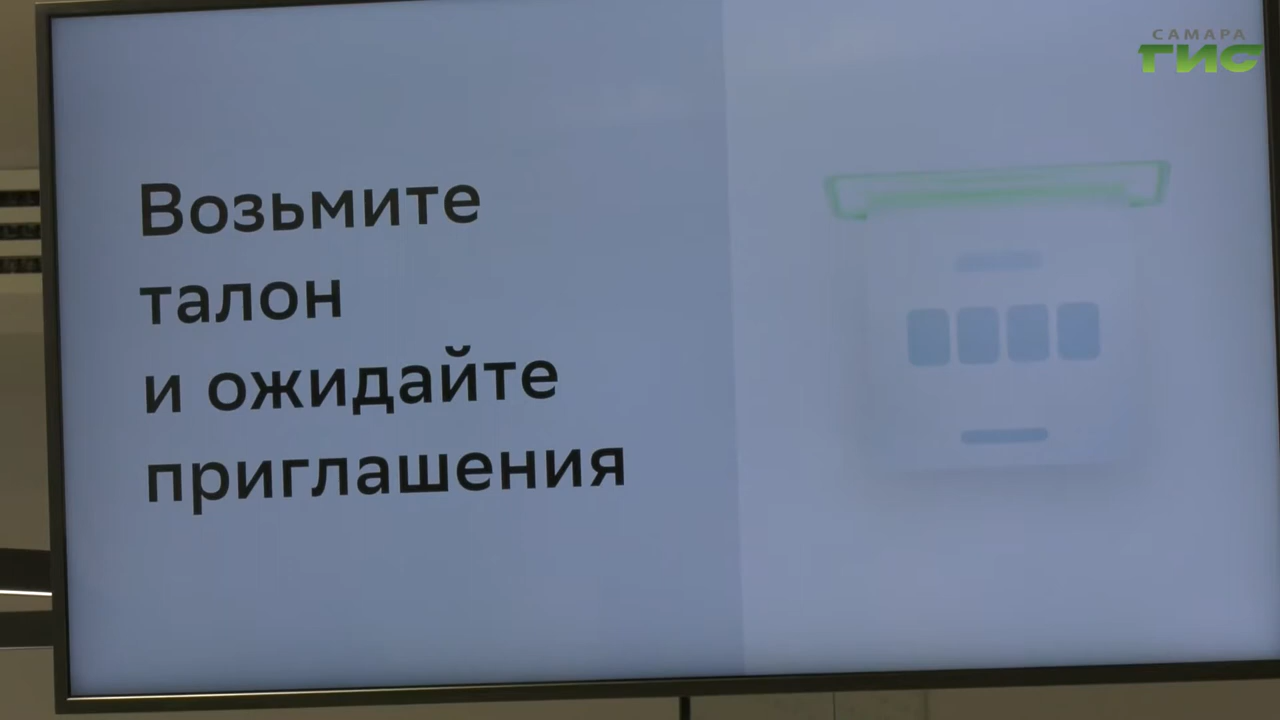 САМАРА
ГИС
Возьмите
талон
и ожидайте
приглашения